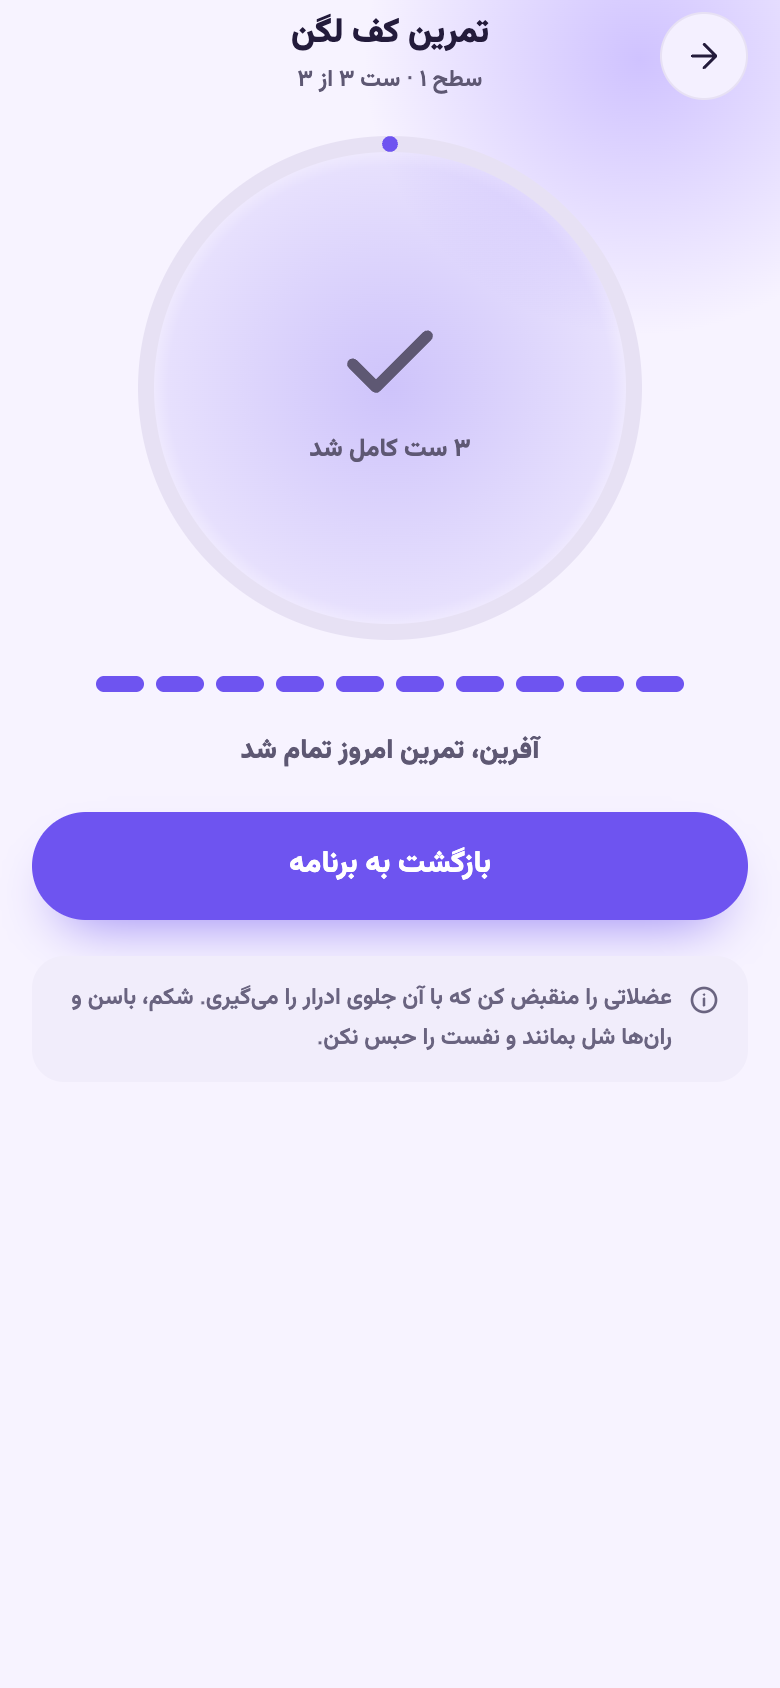 تمرین کف لگن
سطح ۱ · ست ۳ از ۳
۳ ست کامل شد
آفرین، تمرین امروز تمام شد
بازگشت به برنامه
عضلاتی را منقبض کن که با آن جلوی ادرار را می‌گیری. شکم، باسن و
ران‌ها شل بمانند و نفست را حبس نکن.